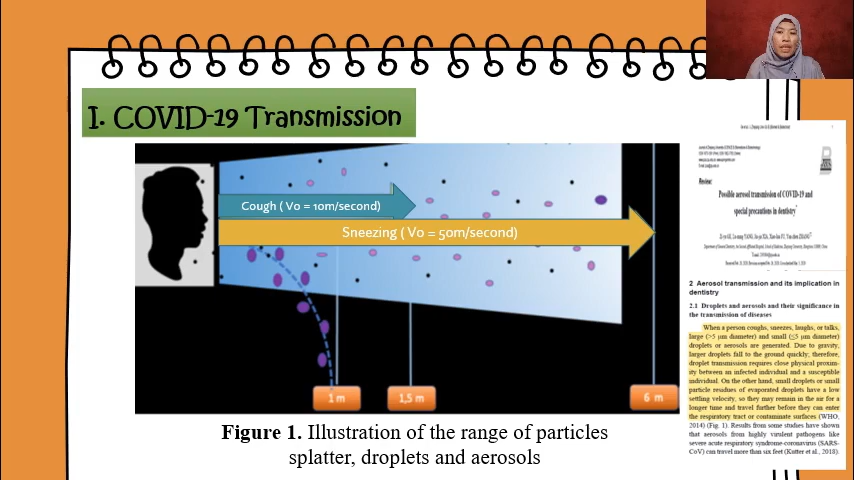 I. COVID-19 Transmission
Cough ( Vo = 10m/second)
Sneezing ( Vo = 50m/second)
1 m
1,5 m
6 m
Figure 1. Illustration of the range of particles
splatter, droplets and aerosols
Review:
Possible aerosol transmission of COVID-19 and
special precautions in dentistry
2 Aerosol transmission and its implication in
dentistry
2.1 Droplets and aerosols and their significance in
the transmission of diseases
When a person coughs, sneezes, laughs, or talks,
large (>5 μm diameter) and small (≤5 μm diameter)
droplets or aerosols are generated. Due to gravity,
larger droplets fall to the ground quickly; therefore,
droplet transmission requires close physical proxim-
ity between an infected individual and a susceptible
individual. On the other hand, small droplets or small
particle residues of evaporated droplets have a low
settling velocity, so they may remain in the air for a
longer time and travel further before they can enter
the respiratory tract or contaminate surfaces (WHO,
2014) (Fig. 1). Results from some studies have shown
that aerosols from highly virulent pathogens like
severe acute respiratory syndrome-coronavirus (SARS-
CoV) can travel more than six feet (Kutter et al., 2018).